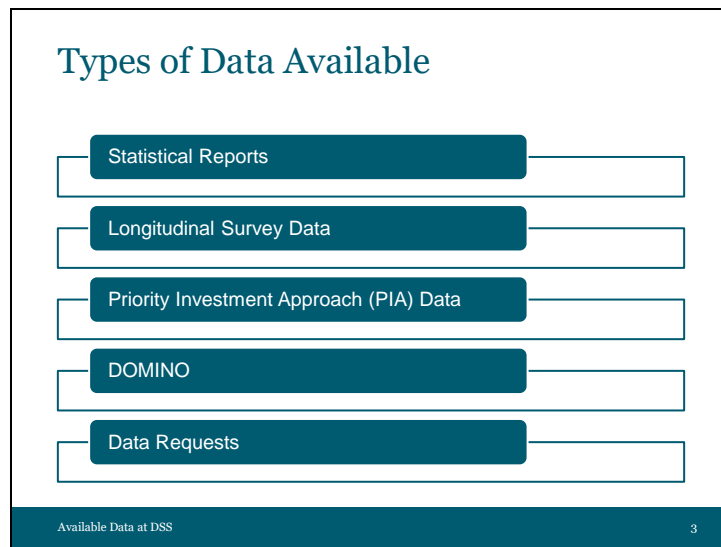 Types of Data Available
Statistical Reports
Longitudinal Survey Data
Priority Investment Approach (PIA) Data
DOMINO
Data Requests
Available Data at DSS
3